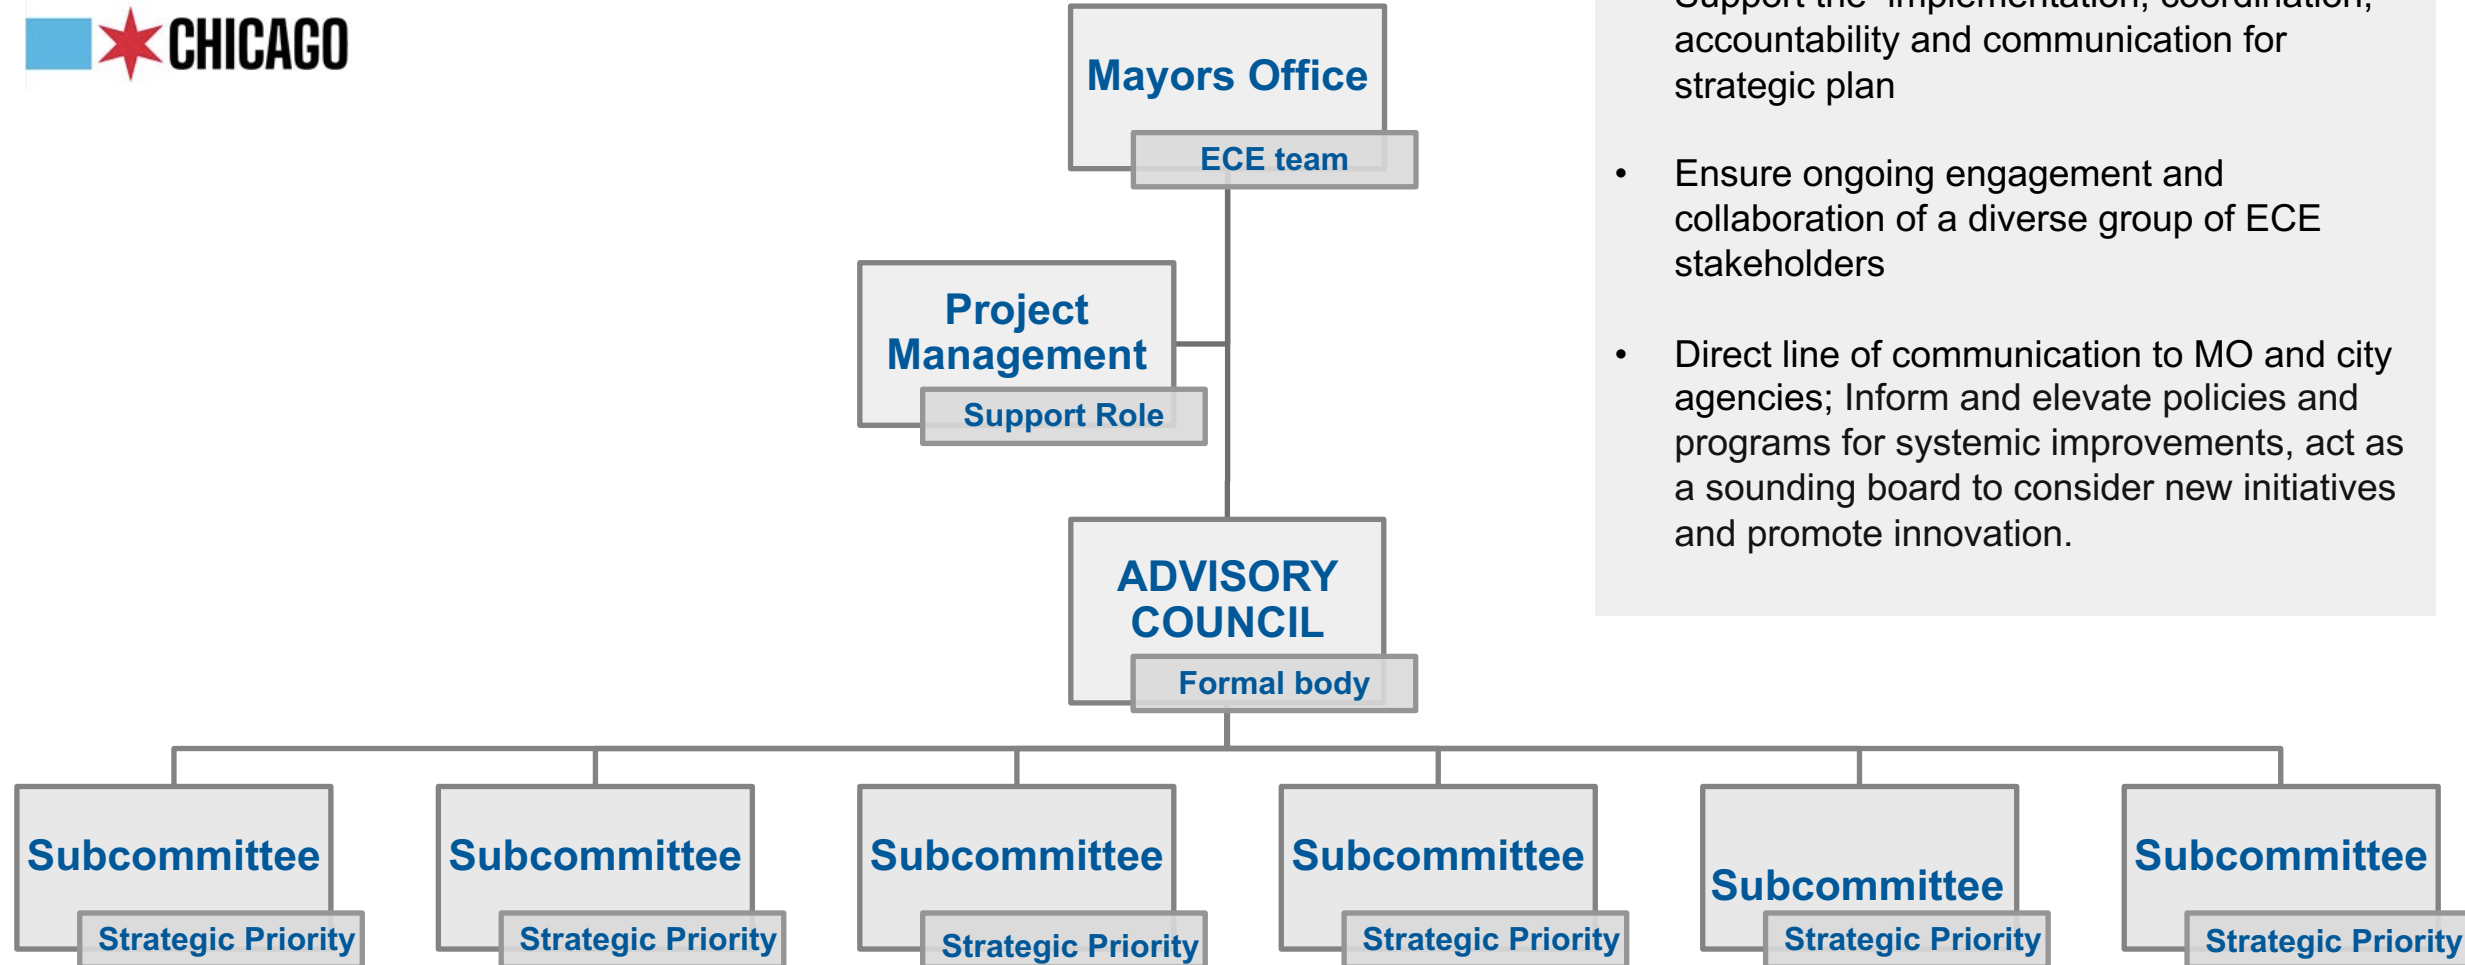 CHICAGO
Mayors Office
ECE team
Project
Management
Support Role
ADVISORY
COUNCIL
Formal body
Subcommittee
Strategic Priority
Subcommittee
Strategic Priority
Subcommittee
Strategic Priority
Subcommittee
Strategic Priority
Subcommittee
Strategic Priority
Subcommittee
Strategic Priority
Support the implementation, coordination,
accountability and communication for
strategic plan
• Ensure ongoing engagement and
collaboration of a diverse group of ECE
stakeholders
• Direct line of communication to MO and city
agencies; Inform and elevate policies and
programs for systemic improvements, act as
a sounding board to consider new initiatives
and promote innovation.